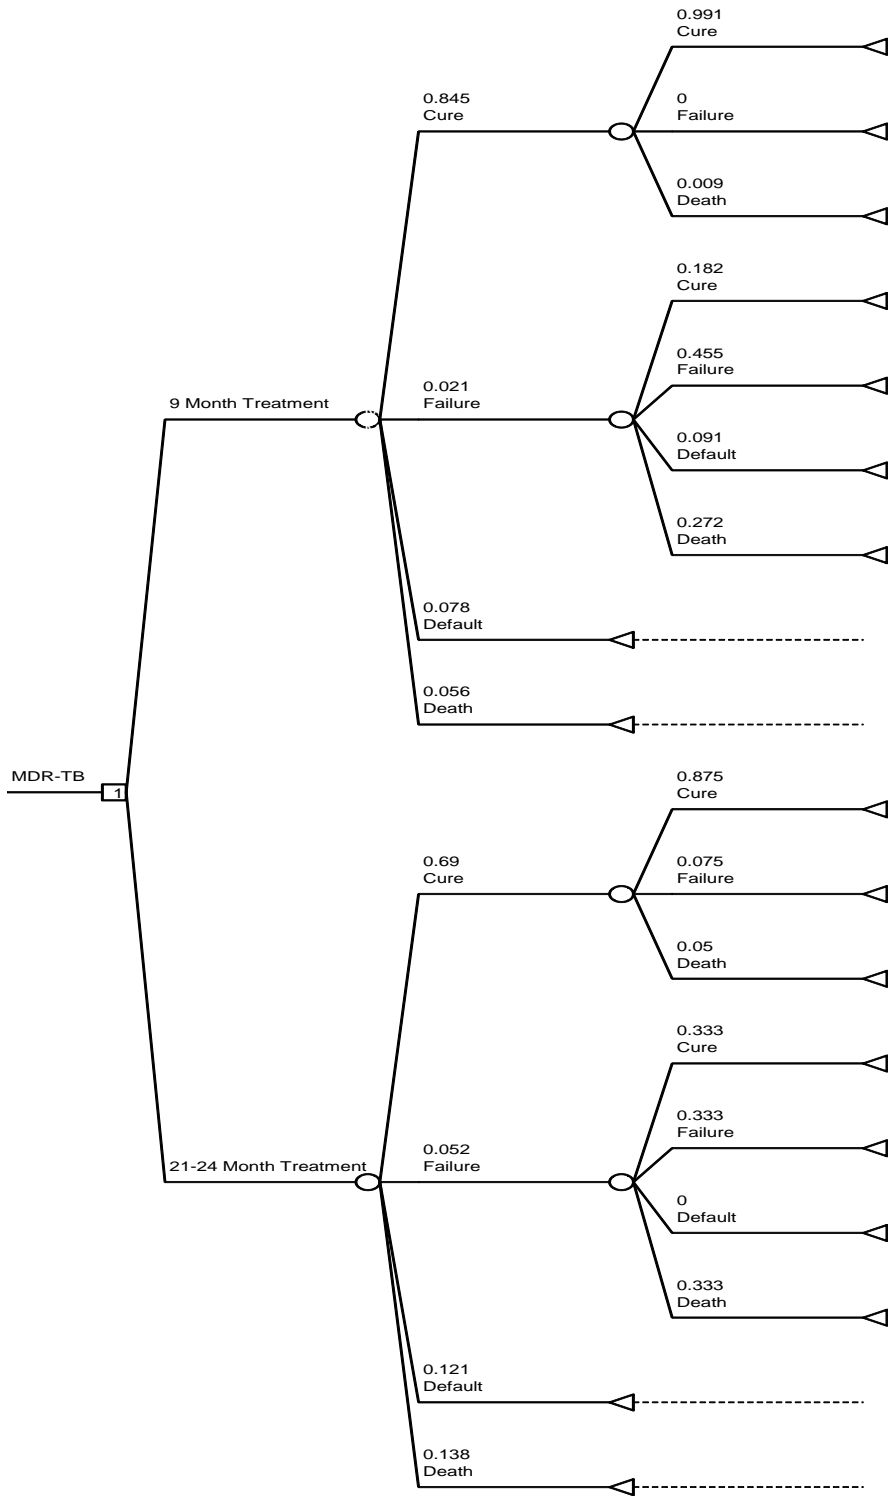 0.991
Cure
0.845
Cure
0
Failure
0.009
Death
0.182
Cure
0.455
Failure
9 Month Treatment
0.021
Failure
0.091
Default
0.272
Death
0.078
Default
0.056
Death
MDR-TB
1
0.875
Cure
0.69
Cure
0.075
Failure
0.05
Death
0.333
Cure
0.333
Failure
21-24 Month Treatment
0.052
Failure
0
Default
0.333
Death
0.121
Default
0.138
Death